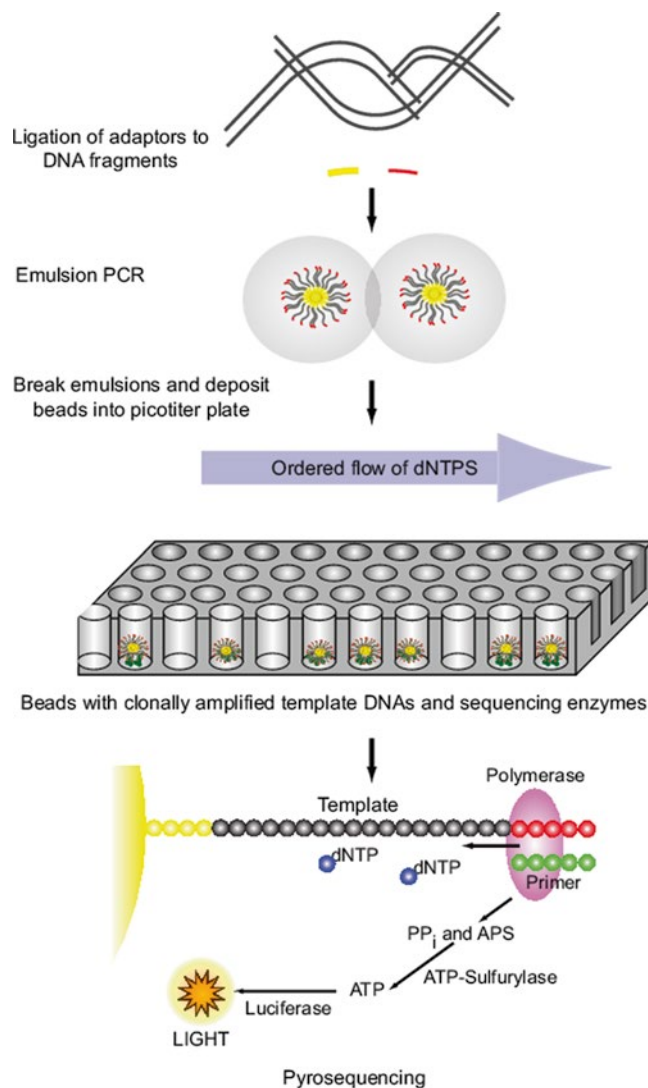 Ligation of adaptors to
DNA fragments
Emulsion PCR
Break emulsions and deposit
beads into picotiter plate
Ordered flow of dNTPS
Beads with clonally amplified template DNAs and sequencing enzymes
Polymerase
Template
dNTP
dNTP
Primer
PPi and APS
ATP-Sulfurylase
ATP
Luciferase
LIGHT
Pyrosequencing